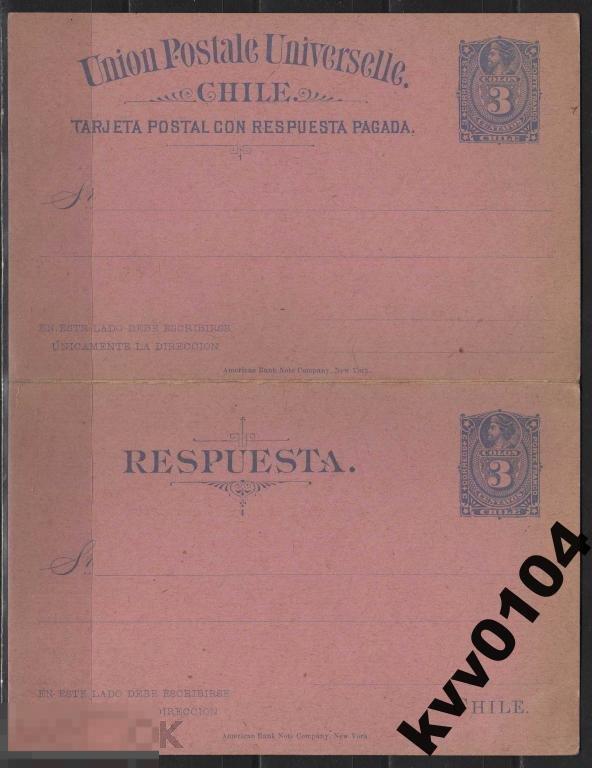 Union Postale Universelle.
CHILE.
TARJETA POSTAL CON RESPUESTA PAGADA.
COLON
3
CENTAVOS
CHILE
EN ESTE LADO DEBE ESCRIBIRSE
ÚNICAMENTE LA DIRECCION
American Bank Note Company, New York.
RESPUESTA.
COLON
3
CENTAVOS
CHILE
EN ESTE LADO DEBE ESCRIBIRSE
DIRECCION
CHILE.
American Bank Note Company, New York.
kvv0104